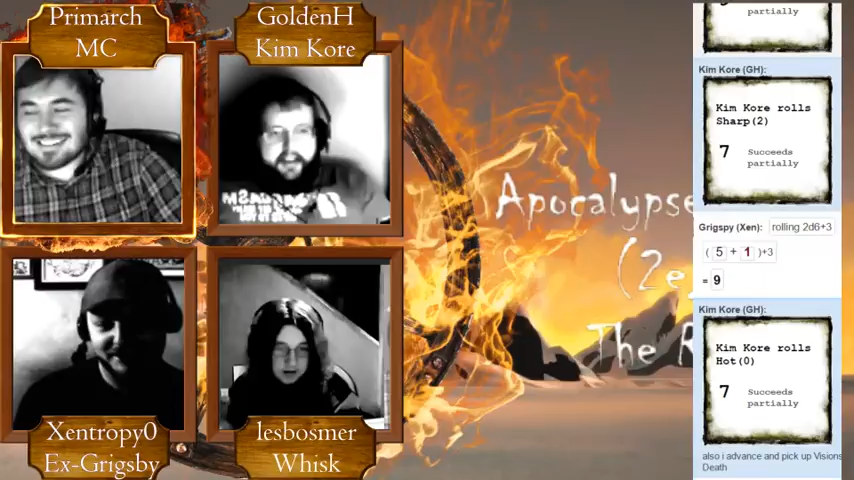 Primarch
MC
GoldenH
Kim Kore
Xentropy0
Ex-Grigsby
lesbosmer
Whisk
Apocalypse
(2e
The R
partially
Kim Kore (GH):
Kim Kore rolls
Sharp(2)
7 Succeeds
partially
Grigspy (Xen): rolling 2d6+3
( 5 + 1 )+3
= 9
Kim Kore (GH):
Kim Kore rolls
Hot(0)
7 Succeeds
partially
also i advance and pick up Visions
Death